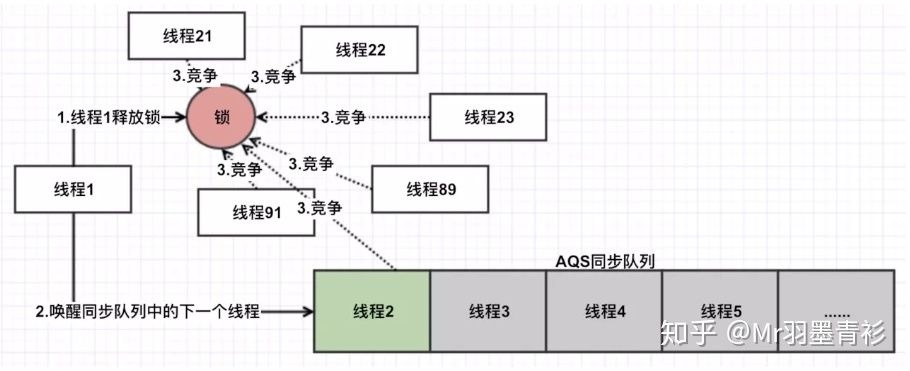 线程21
线程22
3.竞争
3.竞争
1.线程1释放锁
锁
3.竞争
线程23
3.竞争
3.竞争
线程1
线程89
线程91
3.竞争
AQS同步队列
2.唤醒同步队列中的下一个线程
线程2
线程3
线程4
线程5
......
知乎 @Mr羽墨青衫